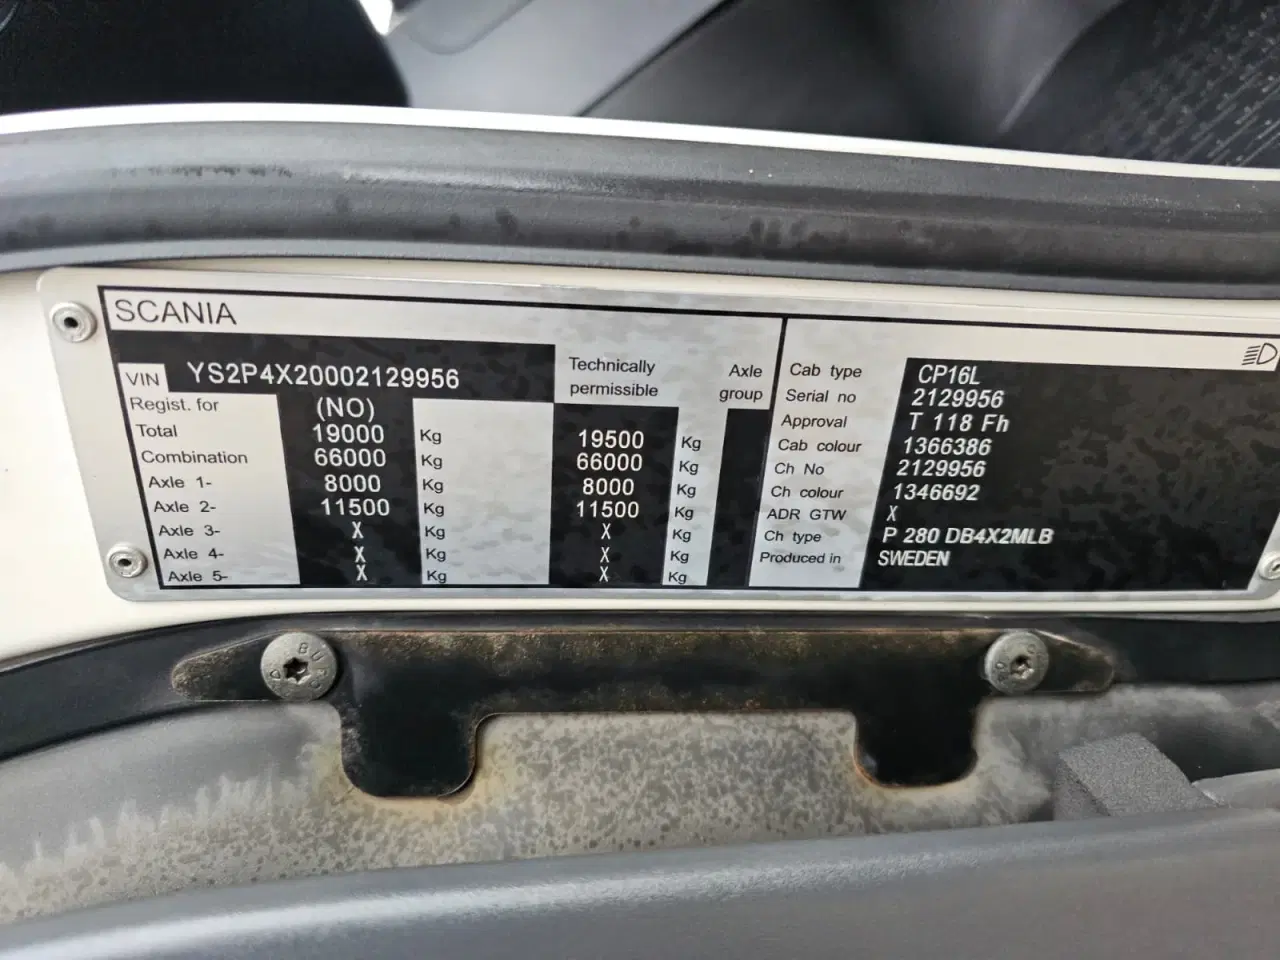 SCANIA
VIN YS2P4X20002129956
Technically permissible Axle group
Regist. for (NO)
Total 19000 Kg 19500 Kg
Combination 66000 Kg 66000 Kg
Axle 1- 8000 Kg 8000 Kg
Axle 2- 11500 Kg 11500 Kg
Axle 3- X Kg X Kg
Axle 4- X Kg X Kg
Axle 5- X Kg X Kg
Cab type CP16L
Serial no 2129956
Approval T 118 Fh
Cab colour 1366386
Ch No 2129956
Ch colour 1346692
ADR GTW X
Ch type P 280 DB4X2MLB
Produced in SWEDEN